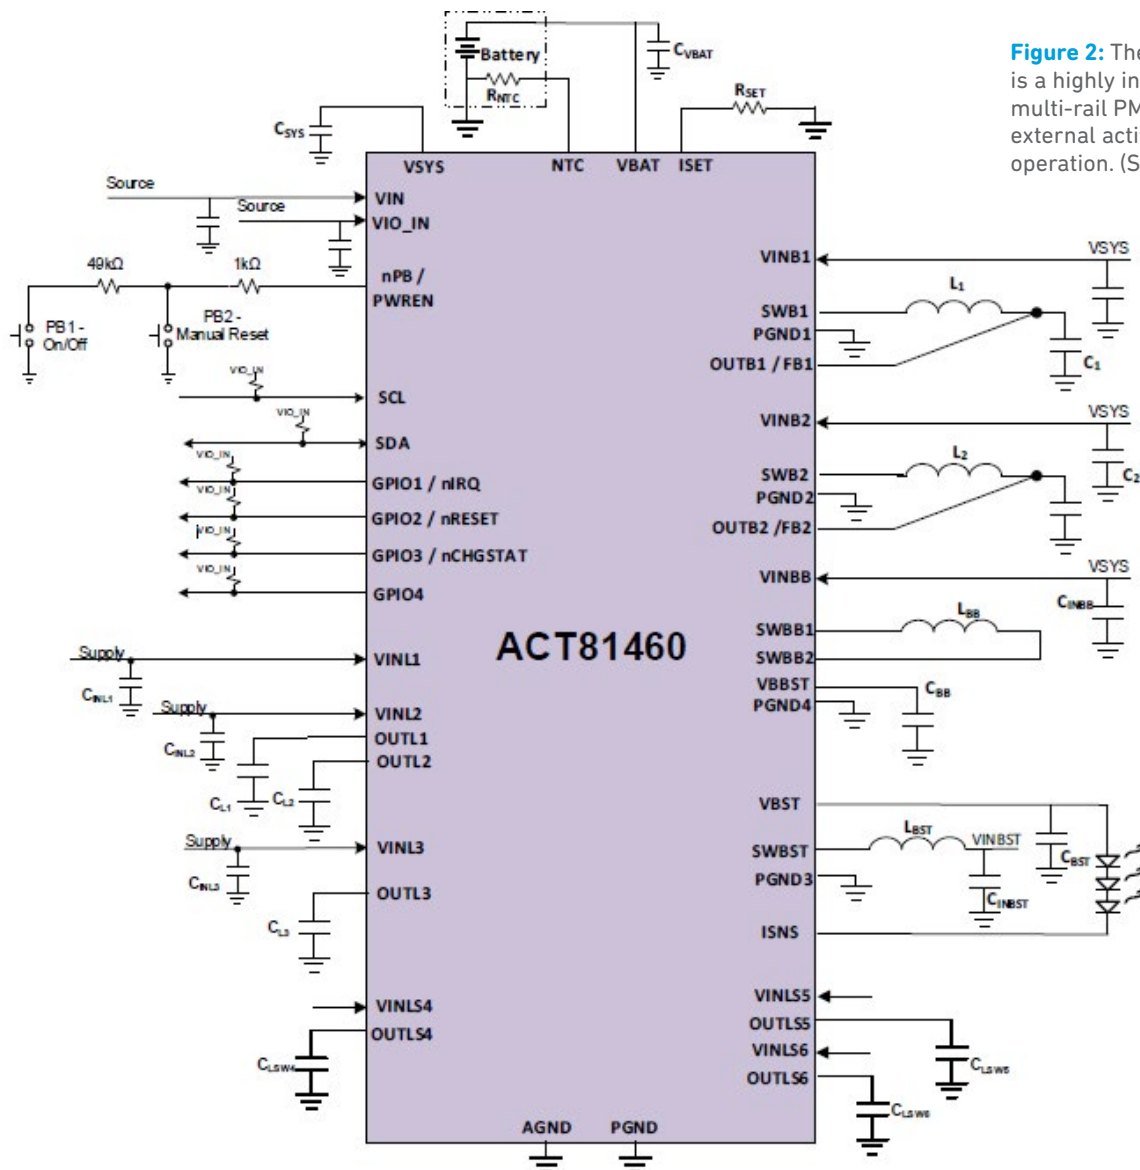 Figure 2: The
is a highly in
multi-rail PM
external acti
operation. (S
Battery
RNTC
CVBAT
RSET
CSYS
VSYS
NTC
VBAT
ISET
Source
VIN
Source
VIO_IN
49kΩ
1kΩ
nPB /
PWREN
PB1 -
On/Off
PB2 -
Manual Reset
VIO_IN
SCL
VIO_IN
SDA
VIO_IN
GPIO1 / nIRQ
VIO_IN
GPIO2 / nRESET
VIO_IN
GPIO3 / nCHGSTAT
VIO_IN
GPIO4
Supply
VINL1
CINL1
Supply
VINL2
CINL2
OUTL1
OUTL2
CL1
CL2
Supply
VINL3
CINL3
OUTL3
CL3
VINLS4
OUTLS4
CLSW4
ACT81460
VINB1
VSYS
L1
SWB1
PGND1
OUTB1 / FB1
C1
VINB2
VSYS
L2
C2
SWB2
PGND2
OUTB2 /FB2
VINBB
VSYS
CINBB
LBB
SWBB1
SWBB2
VBBST
PGND4
CBB
VBST
LBST
VINBST
SWBST
CBST
PGND3
CINBST
ISNS
VINLS5
OUTLS5
VINLS6
OUTLS6
CLSW5
CLSW6
AGND
PGND